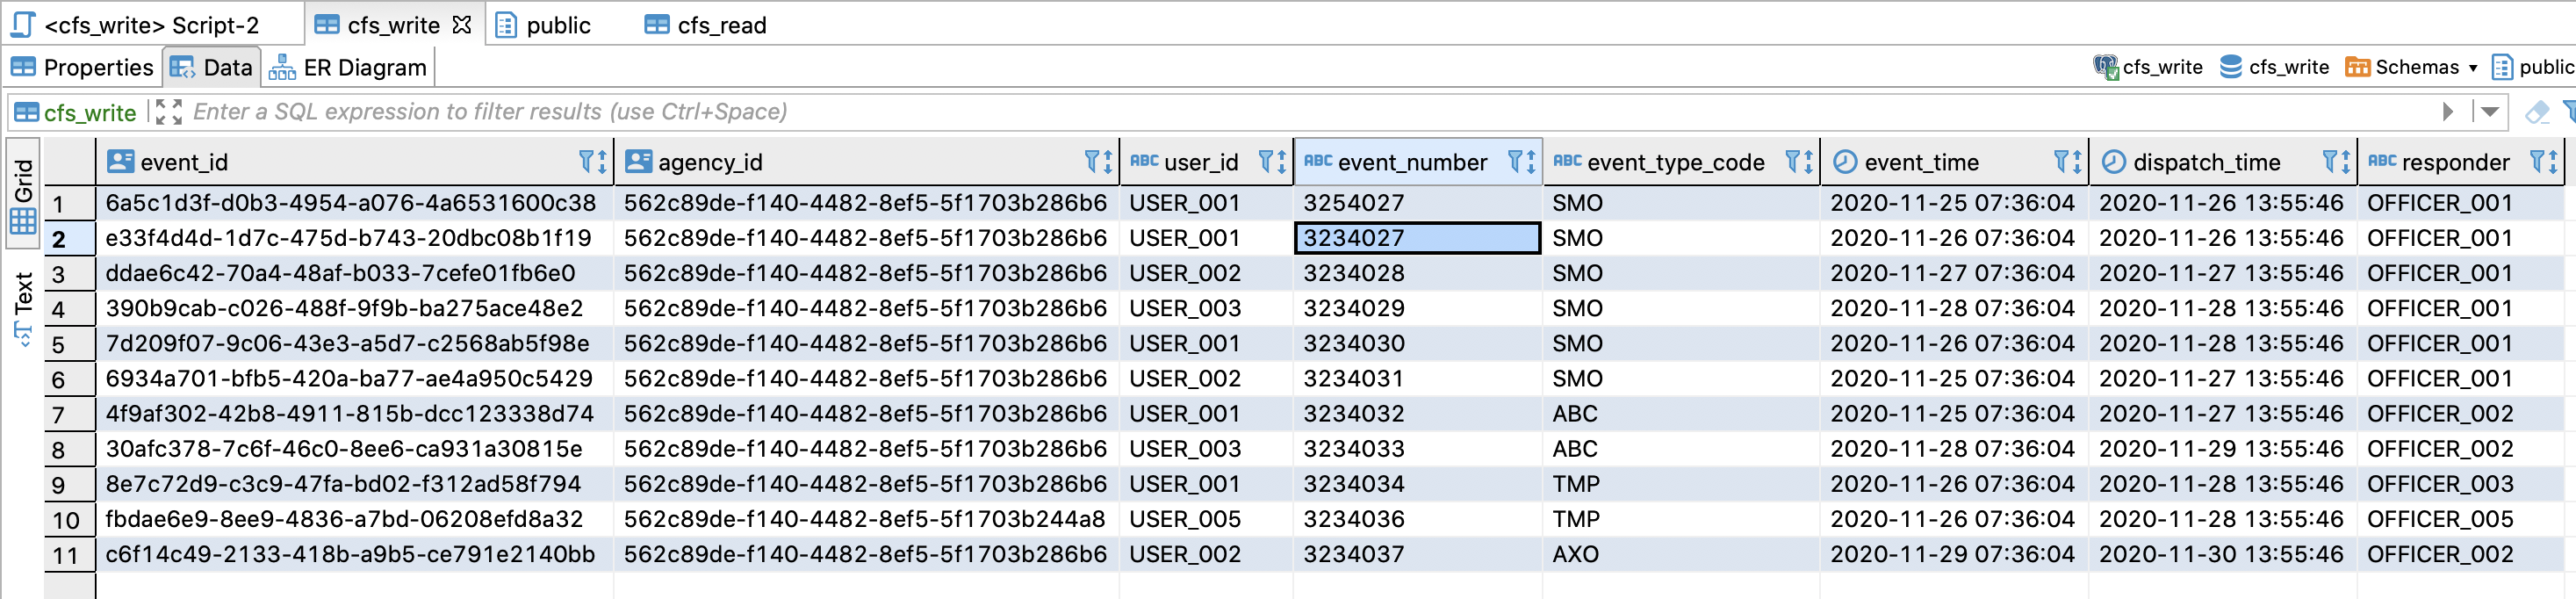 <cfs_write> Script-2 cfs_write public cfs_read
Properties Data ER Diagram cfs_write cfs_write Schemas public
cfs_write Enter a SQL expression to filter results (use Ctrl+Space)
Grid
Text
event_id agency_id ABC user_id ABC event_number ABC event_type_code event_time dispatch_time ABC responder
1 6a5c1d3f-d0b3-4954-a076-4a6531600c38 562c89de-f140-4482-8ef5-5f1703b286b6 USER_001 3254027 SMO 2020-11-25 07:36:04 2020-11-26 13:55:46 OFFICER_001
2 e33f4d4d-1d7c-475d-b743-20dbc08b1f19 562c89de-f140-4482-8ef5-5f1703b286b6 USER_001 3234027 SMO 2020-11-26 07:36:04 2020-11-26 13:55:46 OFFICER_001
3 ddae6c42-70a4-48af-b033-7cefe01fb6e0 562c89de-f140-4482-8ef5-5f1703b286b6 USER_002 3234028 SMO 2020-11-27 07:36:04 2020-11-27 13:55:46 OFFICER_001
4 390b9cab-c026-488f-9f9b-ba275ace48e2 562c89de-f140-4482-8ef5-5f1703b286b6 USER_003 3234029 SMO 2020-11-28 07:36:04 2020-11-28 13:55:46 OFFICER_001
5 7d209f07-9c06-43e3-a5d7-c2568ab5f98e 562c89de-f140-4482-8ef5-5f1703b286b6 USER_001 3234030 SMO 2020-11-26 07:36:04 2020-11-28 13:55:46 OFFICER_001
6 6934a701-bfb5-420a-ba77-ae4a950c5429 562c89de-f140-4482-8ef5-5f1703b286b6 USER_002 3234031 SMO 2020-11-25 07:36:04 2020-11-27 13:55:46 OFFICER_001
7 4f9af302-42b8-4911-815b-dcc123338d74 562c89de-f140-4482-8ef5-5f1703b286b6 USER_001 3234032 ABC 2020-11-25 07:36:04 2020-11-27 13:55:46 OFFICER_002
8 30afc378-7c6f-46c0-8ee6-ca931a30815e 562c89de-f140-4482-8ef5-5f1703b286b6 USER_003 3234033 ABC 2020-11-28 07:36:04 2020-11-29 13:55:46 OFFICER_002
9 8e7c72d9-c3c9-47fa-bd02-f312ad58f794 562c89de-f140-4482-8ef5-5f1703b286b6 USER_001 3234034 TMP 2020-11-26 07:36:04 2020-11-28 13:55:46 OFFICER_003
10 fbdae6e9-8ee9-4836-a7bd-06208efd8a32 562c89de-f140-4482-8ef5-5f1703b244a8 USER_005 3234036 TMP 2020-11-26 07:36:04 2020-11-28 13:55:46 OFFICER_005
11 c6f14c49-2133-418b-a9b5-ce791e2140bb 562c89de-f140-4482-8ef5-5f1703b286b6 USER_002 3234037 AXO 2020-11-29 07:36:04 2020-11-30 13:55:46 OFFICER_002